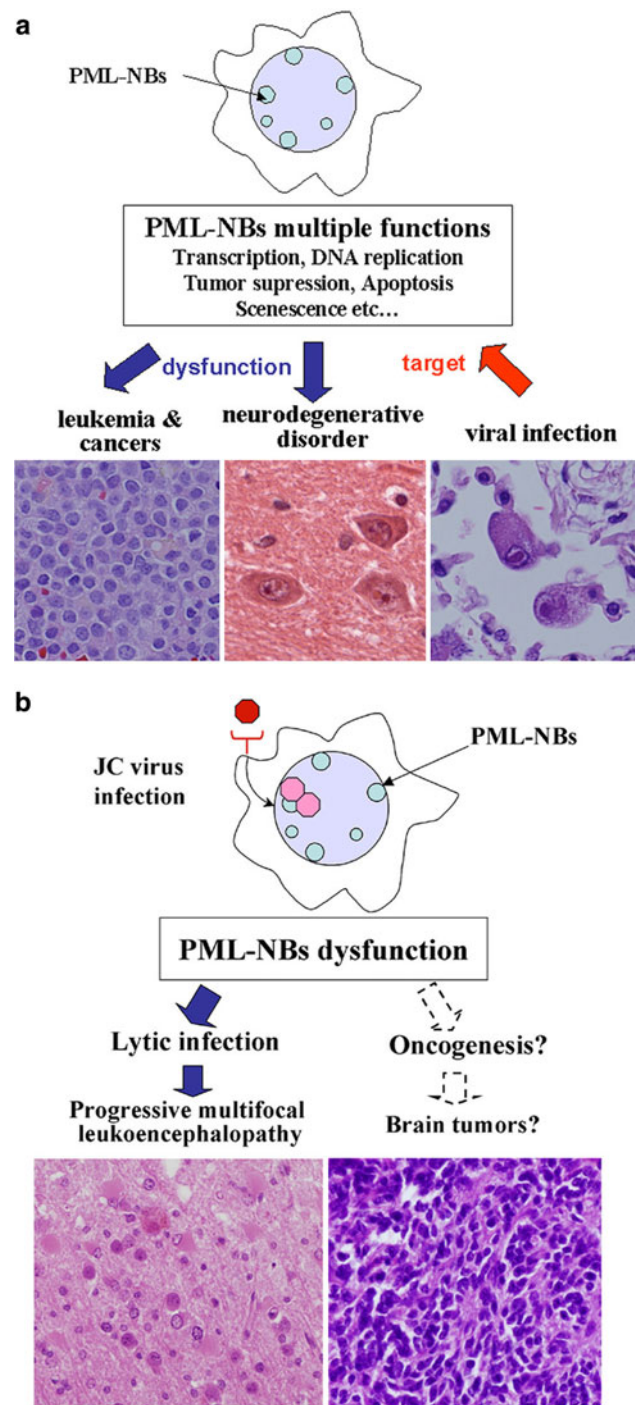 a
PML-NBs
PML-NBs multiple functions
Transcription, DNA replication
Tumor supression, Apoptosis
Scenescence etc...
dysfunction
target
leukemia &
cancers
neurodegenerative
disorder
viral infection
b
PML-NBs
JC virus
infection
PML-NBs dysfunction
Lytic infection
Oncogenesis?
Progressive multifocal
leukoencephalopathy
Brain tumors?